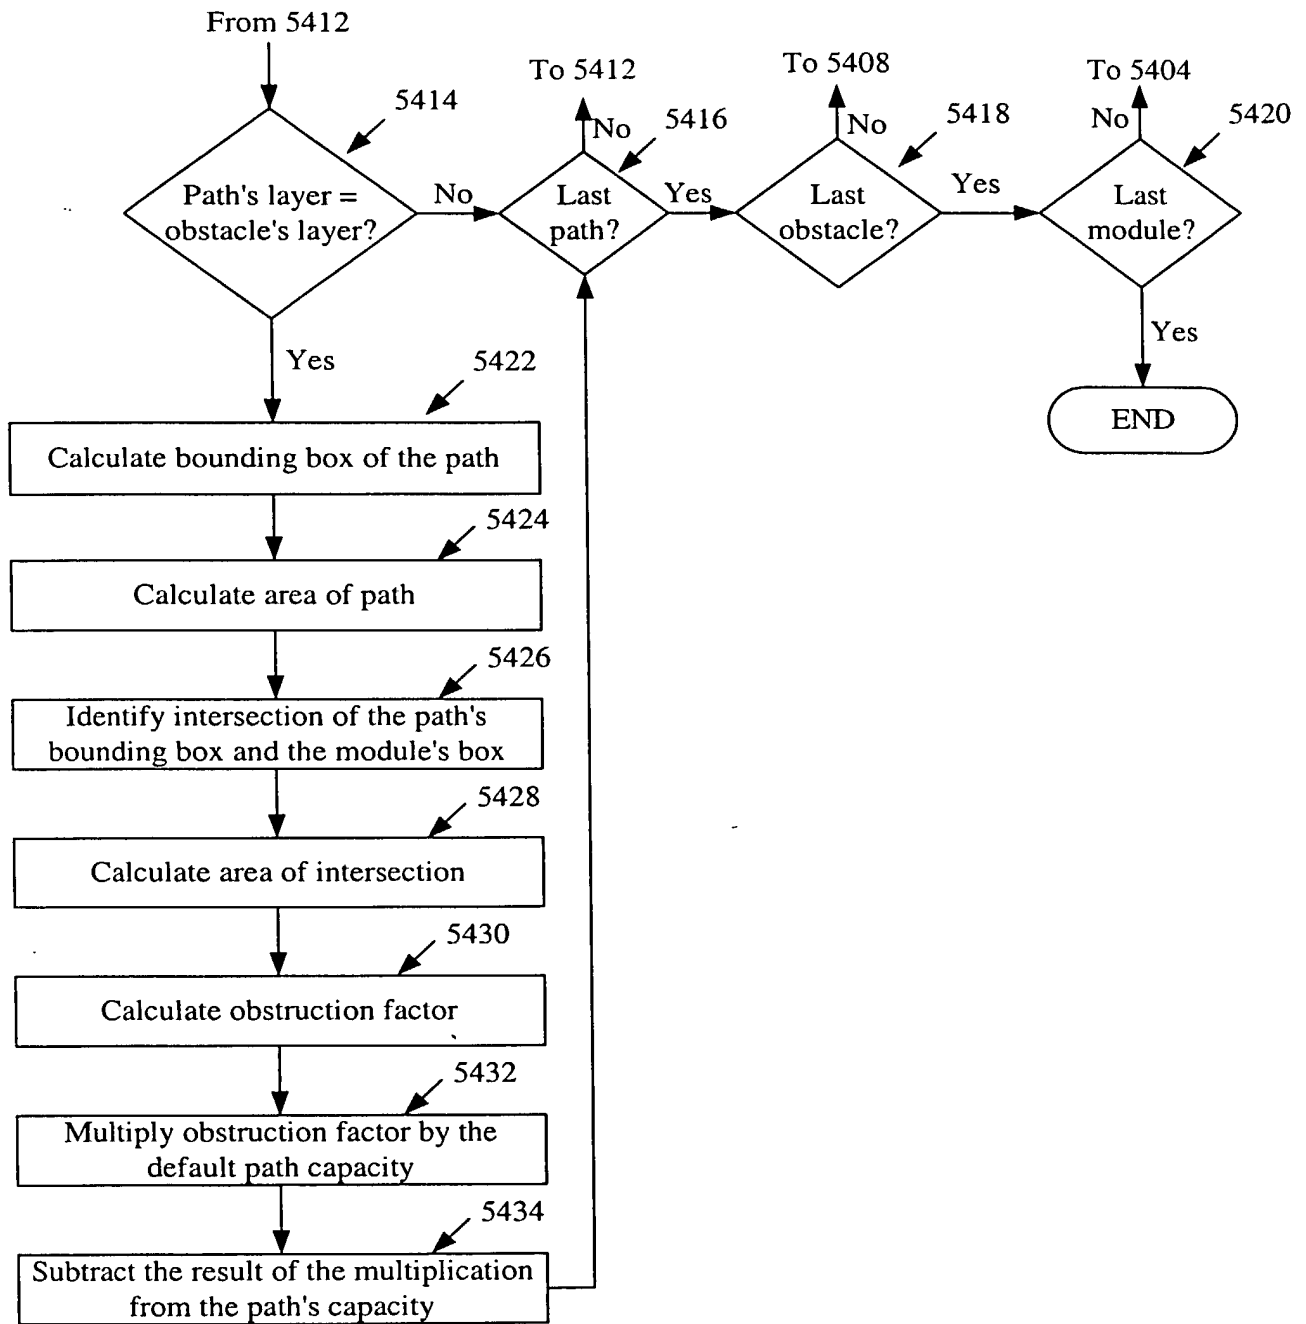 From 5412
5414
Path's layer =
obstacle's layer?
No
Yes
To 5412
No
5416
Last
path?
Yes
To 5408
No
5418
Last
obstacle?
Yes
To 5404
No
5420
Last
module?
Yes
END
5422
Calculate bounding box of the path
5424
Calculate area of path
5426
Identify intersection of the path's
bounding box and the module's box
5428
Calculate area of intersection
5430
Calculate obstruction factor
5432
Multiply obstruction factor by the
default path capacity
5434
Subtract the result of the multiplication
from the path's capacity